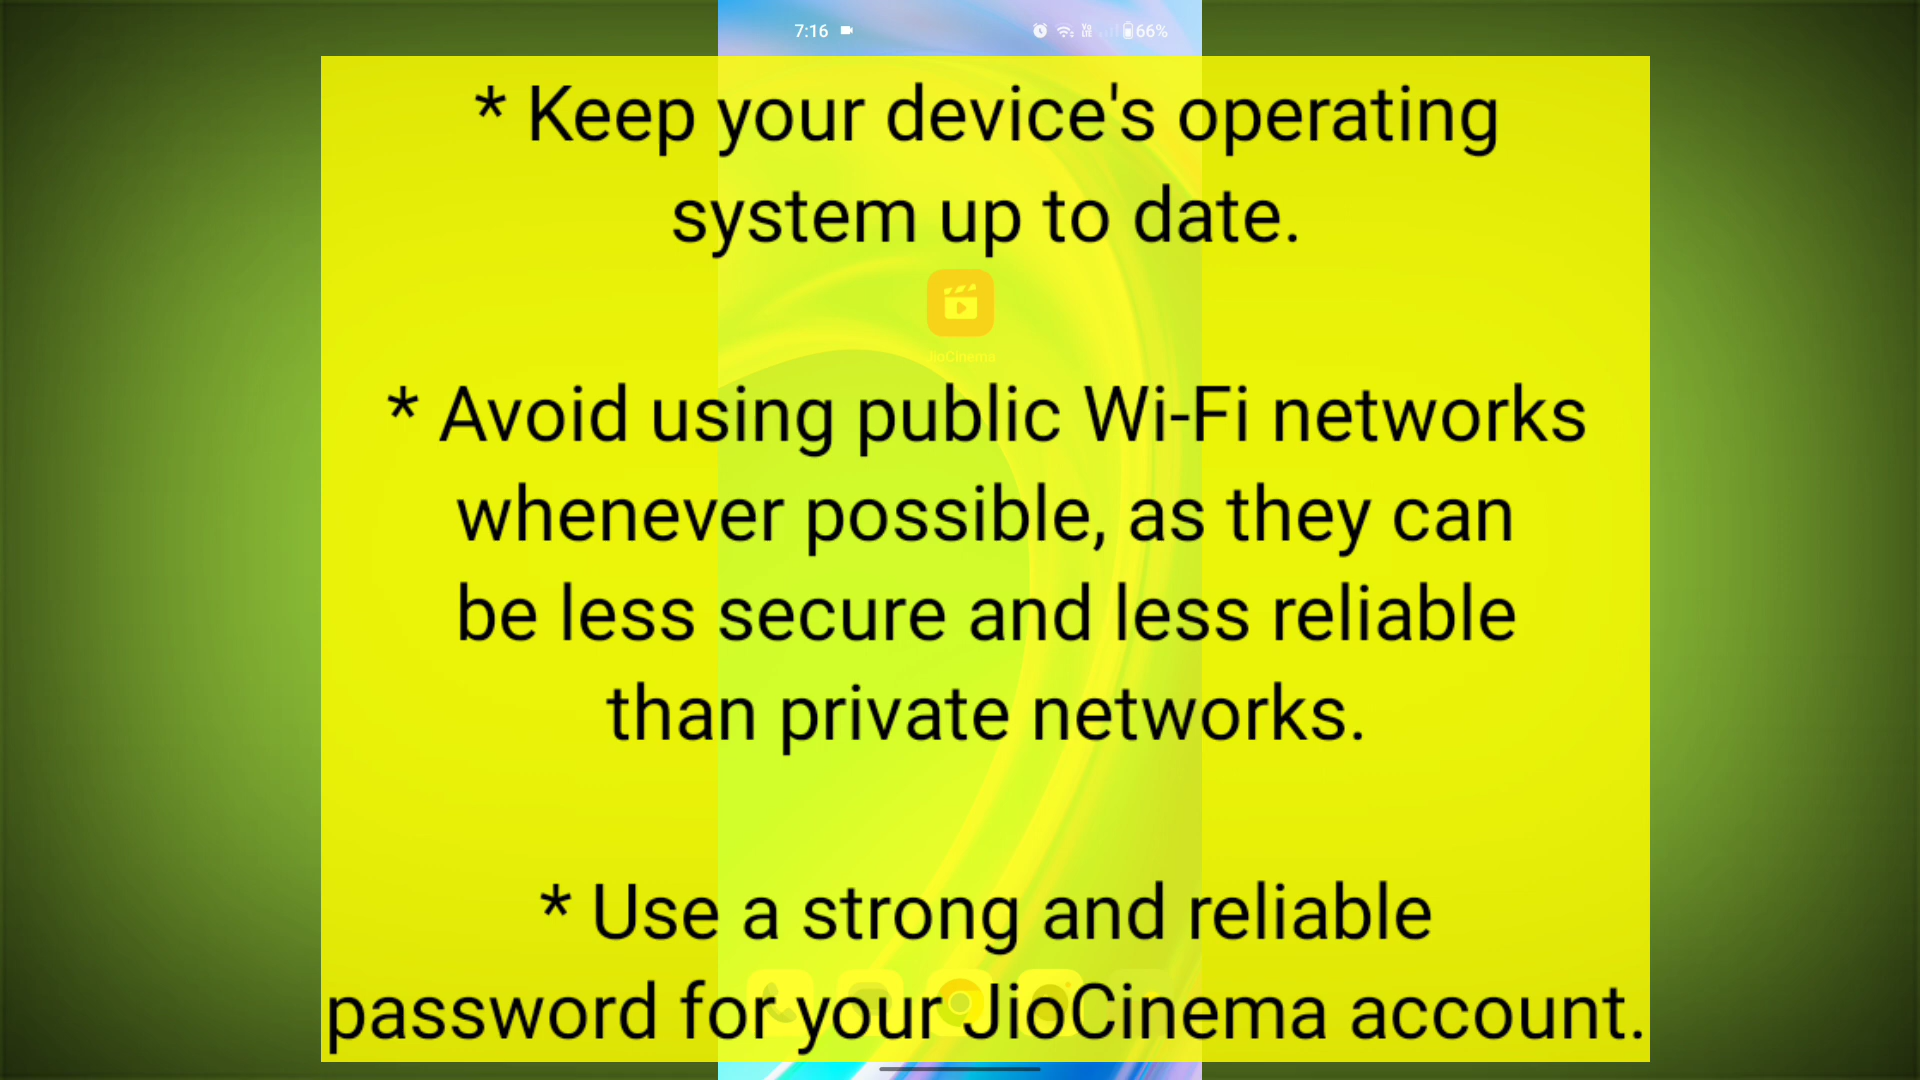 7:16 66%
* Keep your device's operating
system up to date.
JioCinema
* Avoid using public Wi-Fi networks
whenever possible, as they can
be less secure and less reliable
than private networks.
* Use a strong and reliable
password for your JioCinema account.